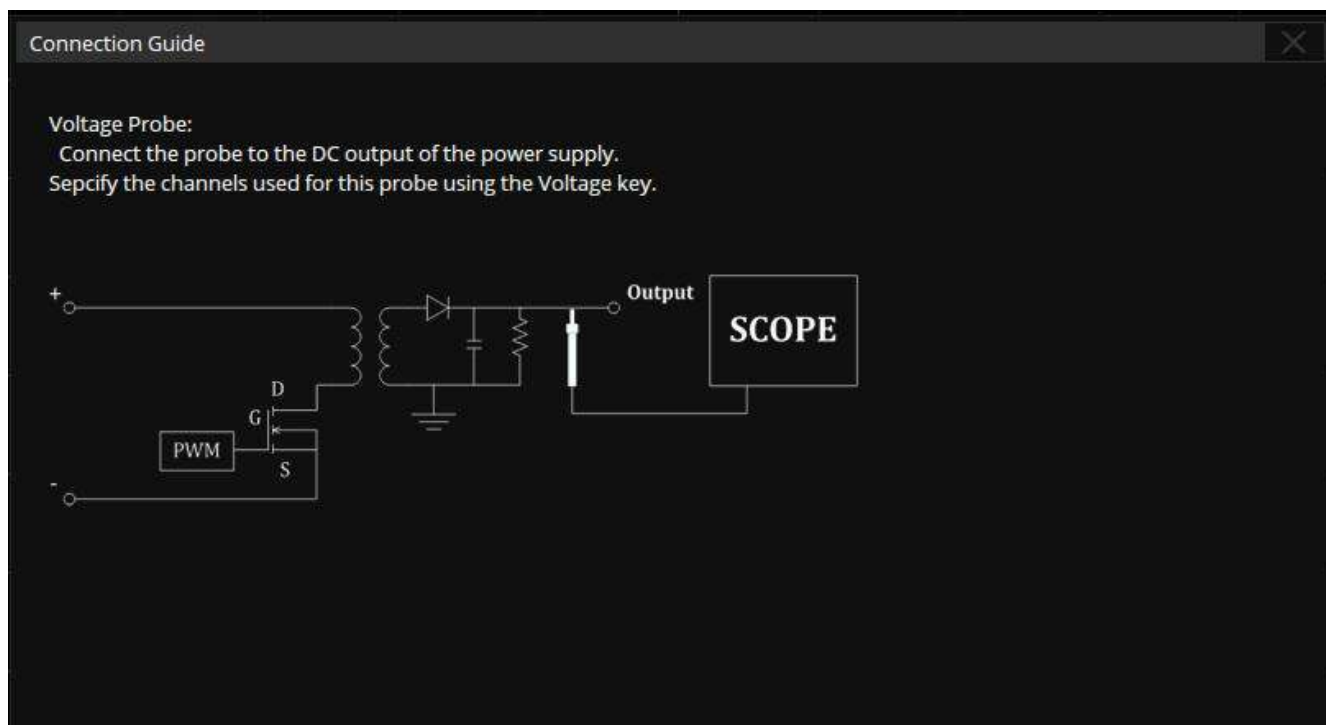 Connection Guide
Voltage Probe:
Connect the probe to the DC output of the power supply.
Sepcify the channels used for this probe using the Voltage key.
+
Output
SCOPE
D
G
PWM
S
-